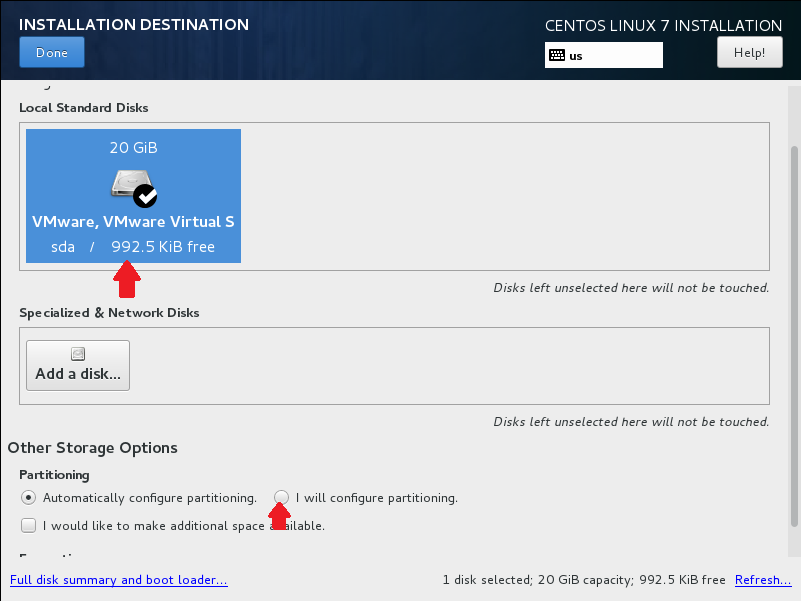 INSTALLATION DESTINATION
CENTOS LINUX 7 INSTALLATION
Done
us
Help!
Local Standard Disks
20 GiB
VMware, VMware Virtual S
sda / 992.5 KiB free
Disks left unselected here will not be touched.
Specialized & Network Disks
Add a disk...
Disks left unselected here will not be touched.
Other Storage Options
Partitioning
Automatically configure partitioning.
I will configure partitioning.
I would like to make additional space available.
Full disk summary and boot loader...
1 disk selected; 20 GiB capacity; 992.5 KiB free
Refresh...